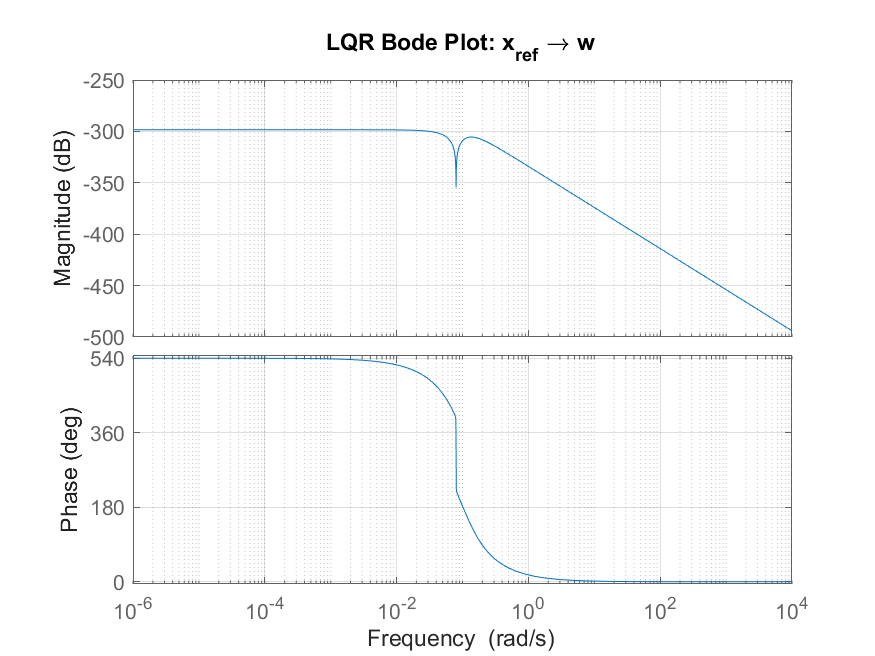 LQR Bode Plot: x_ref → w
Magnitude (dB)
-250
-300
-350
-400
-450
-500
Phase (deg)
540
360
180
0
10^-6 10^-4 10^-2 10^0 10^2 10^4
Frequency (rad/s)